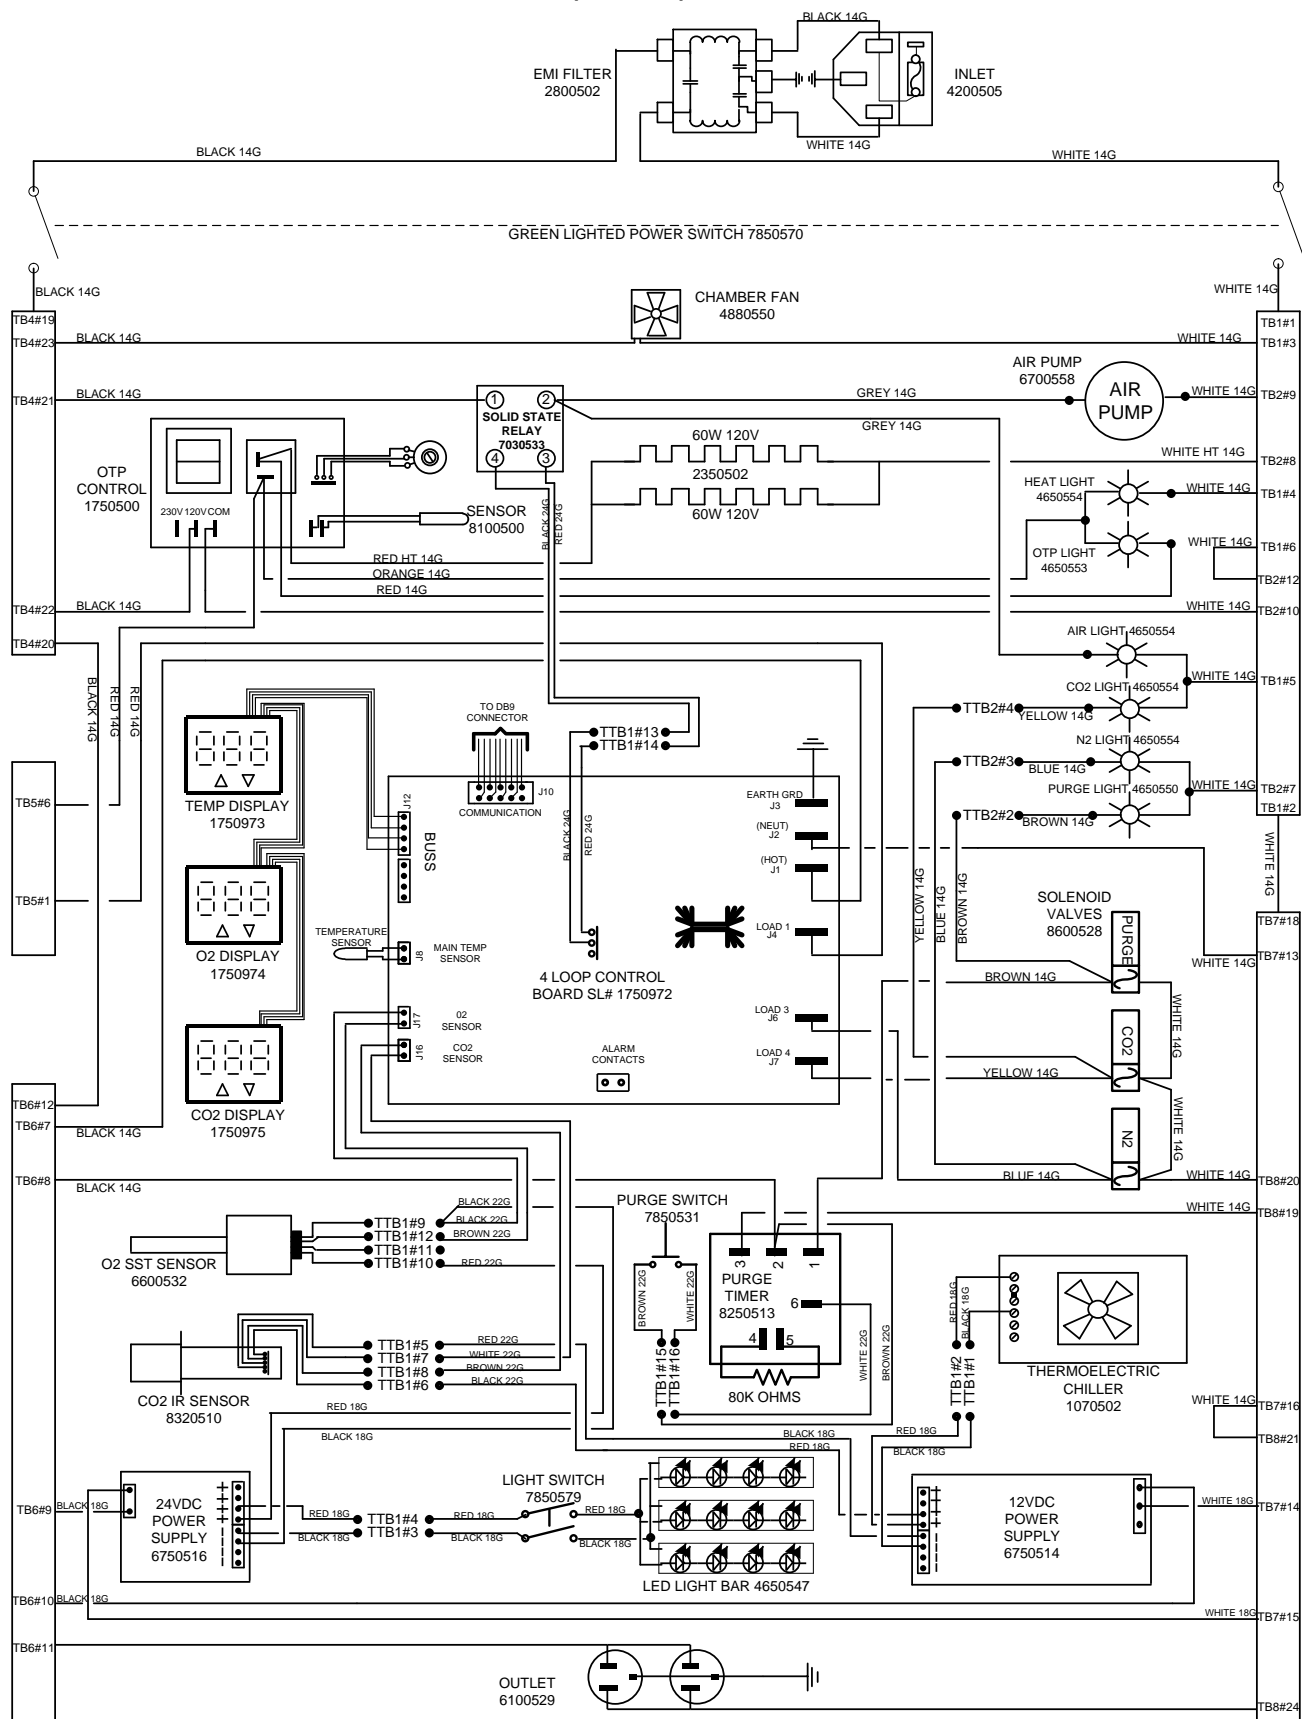 BLACK 14G
EMI FILTER
2800502
INLET
4200505
WHITE 14G
BLACK 14G
WHITE 14G
GREEN LIGHTED POWER SWITCH 7850570
BLACK 14G
WHITE 14G
CHAMBER FAN
4880550
TB4#19
TB1#1
TB4#23
BLACK 14G
WHITE 14G
TB1#3
AIR PUMP
6700558
AIR
PUMP
TB4#21
BLACK 14G
1
2
SOLID STATE
RELAY
7030533
4
3
GREY 14G
GREY 14G
WHITE 14G
TB2#9
60W 120V
2350502
60W 120V
WHITE HT 14G
TB2#8
OTP
CONTROL
1750500
230V 120V COM
SENSOR
8100500
BLACK 24G
RED 24G
HEAT LIGHT
4650554
WHITE 14G
TB1#4
OTP LIGHT
4650553
WHITE 14G
TB1#6
RED HT 14G
ORANGE 14G
RED 14G
TB2#12
TB4#22
BLACK 14G
WHITE 14G
TB2#10
TB4#20
AIR LIGHT 4650554
WHITE 14G
TB1#5
BLACK 14G
RED 14G
RED 14G
CO2 LIGHT 4650554
TTB2#4
YELLOW 14G
TO DB9
CONNECTOR
TTB1#13
TTB1#14
N2 LIGHT 4650554
TTB2#3
BLUE 14G
PURGE LIGHT 4650550
WHITE 14G
TB2#7
TB1#2
TTB2#2
BROWN 14G
TB5#6
TEMP DISPLAY
1750973
J12
BUSS
J10
COMMUNICATION
BLACK 24G
RED 24G
EARTH GRD
J3
(NEUT)
J2
(HOT)
J1
WHITE 14G
YELLOW 14G
BLUE 14G
BROWN 14G
TB5#1
SOLENOID
VALVES
8600528
PURGE
TB7#18
O2 DISPLAY
1750974
TEMPERATURE
SENSOR
J8
MAIN TEMP
SENSOR
LOAD 1
J4
WHITE 14G
TB7#13
4 LOOP CONTROL
BOARD SL# 1750972
BROWN 14G
WHITE 14G
J17
02
SENSOR
LOAD 3
J6
CO2
J16
CO2
SENSOR
ALARM
CONTACTS
LOAD 4
J7
YELLOW 14G
WHITE 14G
CO2 DISPLAY
1750975
TB6#12
TB6#7
BLACK 14G
N2
TB6#8
BLACK 14G
BLUE 14G
WHITE 14G
TB8#20
PURGE SWITCH
7850531
WHITE 14G
TB8#19
BLACK 22G
TTB1#9
BLACK 22G
TTB1#12
BROWN 22G
TTB1#11
TTB1#10
RED 22G
O2 SST SENSOR
6600532
BROWN 22G
WHITE 22G
3
2
1
PURGE
TIMER
8250513
6
4
5
80K OHMS
WHITE 22G
BROWN 22G
RED 18G
BLACK 18G
TTB1#15
TTB1#16
TTB1#2
TTB1#1
THERMOELECTRIC
CHILLER
1070502
TTB1#5
RED 22G
TTB1#7
WHITE 22G
TTB1#8
BROWN 22G
TTB1#6
BLACK 22G
CO2 IR SENSOR
8320510
RED 18G
BLACK 18G
BLACK 18G
RED 18G
RED 18G
BLACK 18G
WHITE 14G
TB7#16
TB8#21
24VDC
POWER
SUPPLY
6750516
TB6#9
BLACK 18G
RED 18G
TTB1#4
RED 18G
BLACK 18G
TTB1#3
BLACK 18G
LIGHT SWITCH
7850579
RED 18G
BLACK 18G
LED LIGHT BAR 4650547
12VDC
POWER
SUPPLY
6750514
WHITE 18G
TB7#14
TB6#10
BLACK 18G
WHITE 18G
TB7#15
TB6#11
OUTLET
6100529
TB8#24